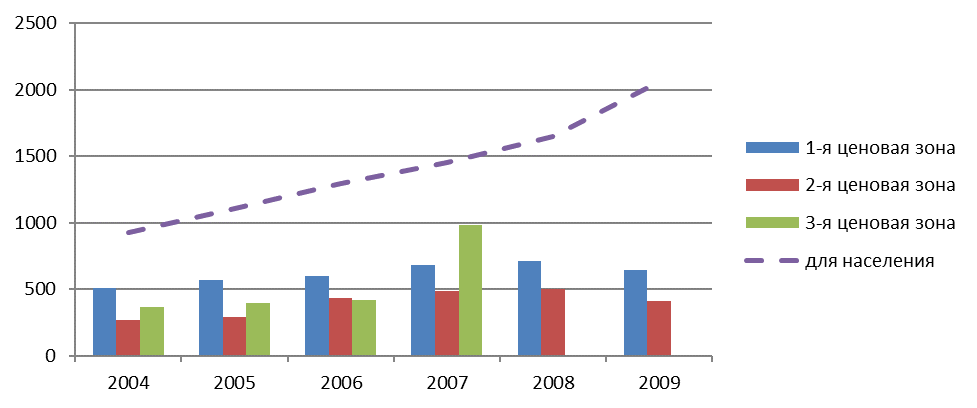 2500
2000
1500
1000
500
0
2004 2005 2006 2007 2008 2009
1-я ценовая зона
2-я ценовая зона
3-я ценовая зона
для населения